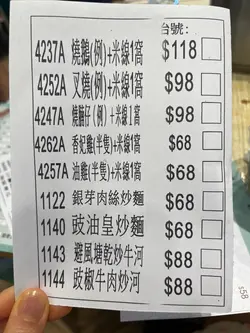 台號:
4237A 燒鵝(例)+米線1窩 $118
4252A 叉燒(例)+米線1窩 $98
4247A 燒腩仔(例)+米線1窩 $98
4262A 香妃雞(半隻)+米線1窩 $68
4257A 油雞(半隻)+米線1窩 $68
1122 銀芽肉絲炒麵 $68
1140 豉油皇炒麵 $68
1143 避風塘乾炒牛河 $88
1144 豉椒牛肉炒河 $88
$58